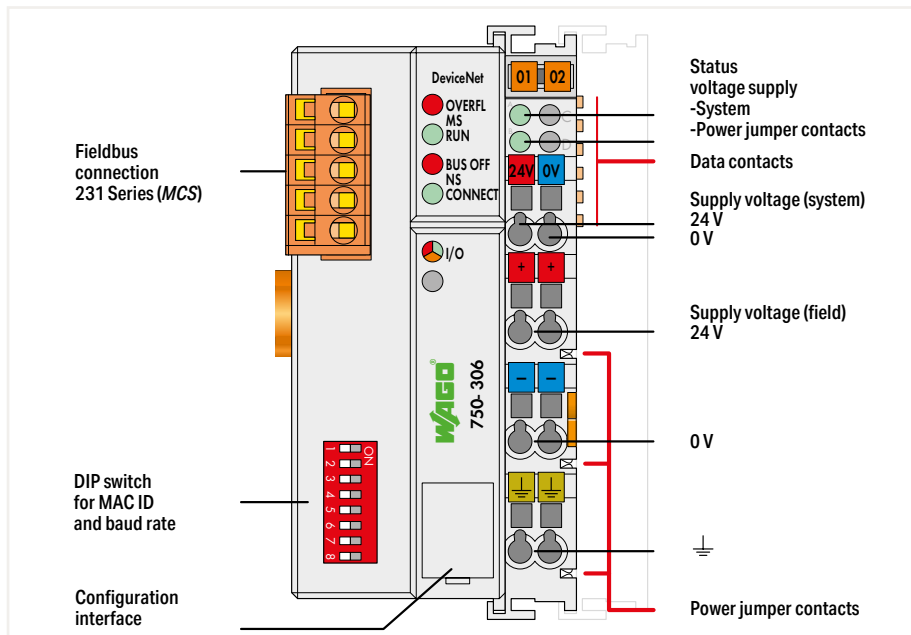 Fieldbus
connection
231 Series (MCS)
DIP switch
for MAC ID
and baud rate
Configuration
interface
DeviceNet
OVERFL
MS
RUN
BUS OFF
NS
CONNECT
I/O
WAGO®
750-306
ON
1
2
3
4
5
6
7
8
01 02
C
D
24V 0V
+ +
– –
Status
voltage supply
-System
-Power jumper contacts
Data contacts
Supply voltage (system)
24 V
0 V
Supply voltage (field)
24 V
0 V
Power jumper contacts